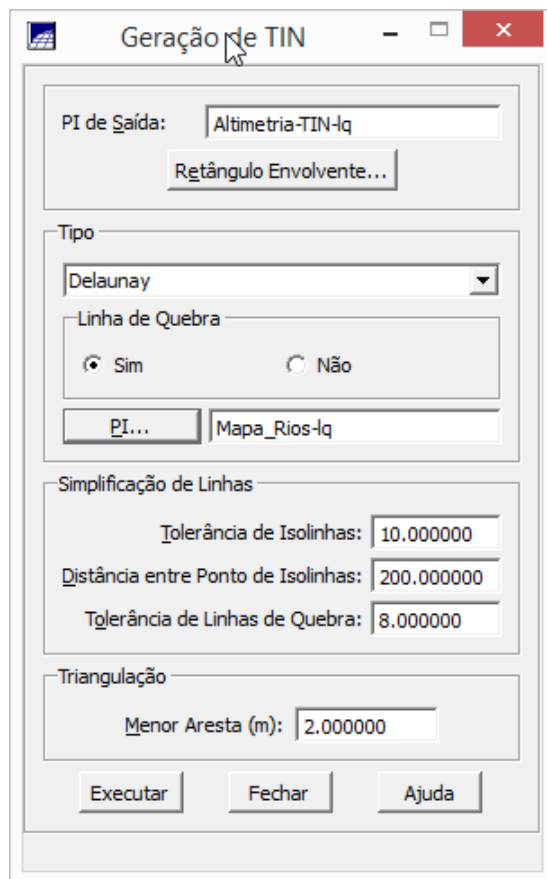 Geração de TIN
PI de Saída: Altimetria-TIN-lq
Retângulo Envolvente...
Tipo
Delaunay
Linha de Quebra
Sim Não
PI... Mapa_Rios-lq
Simplificação de Linhas
Tolerância de Isolinhas: 10.000000
Distância entre Ponto de Isolinhas: 200.000000
Tolerância de Linhas de Quebra: 8.000000
Triangulação
Menor Aresta (m): 2.000000
Executar Fechar Ajuda